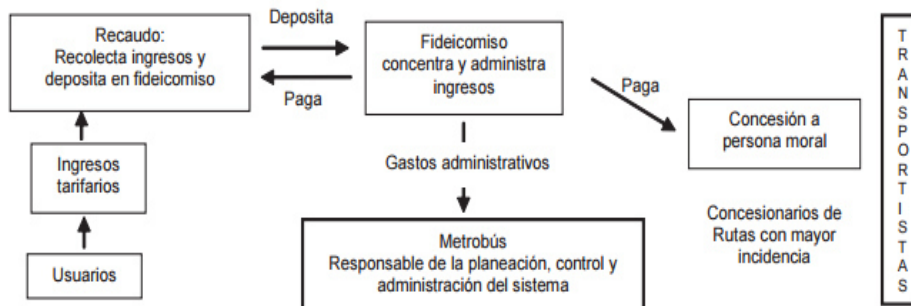 Recaudo:
Recolecta ingresos y
deposita en fideicomiso
Deposita
Paga
Fideicomiso
concentra y administra
ingresos
Paga
Concesión a
persona moral
Ingresos
tarifarios
Gastos administrativos
Concesionarios de
Rutas con mayor
incidencia
Usuarios
Metrobús
Responsable de la planeación, control y
administración del sistema
T
R
A
N
S
P
O
R
T
I
S
T
A
S